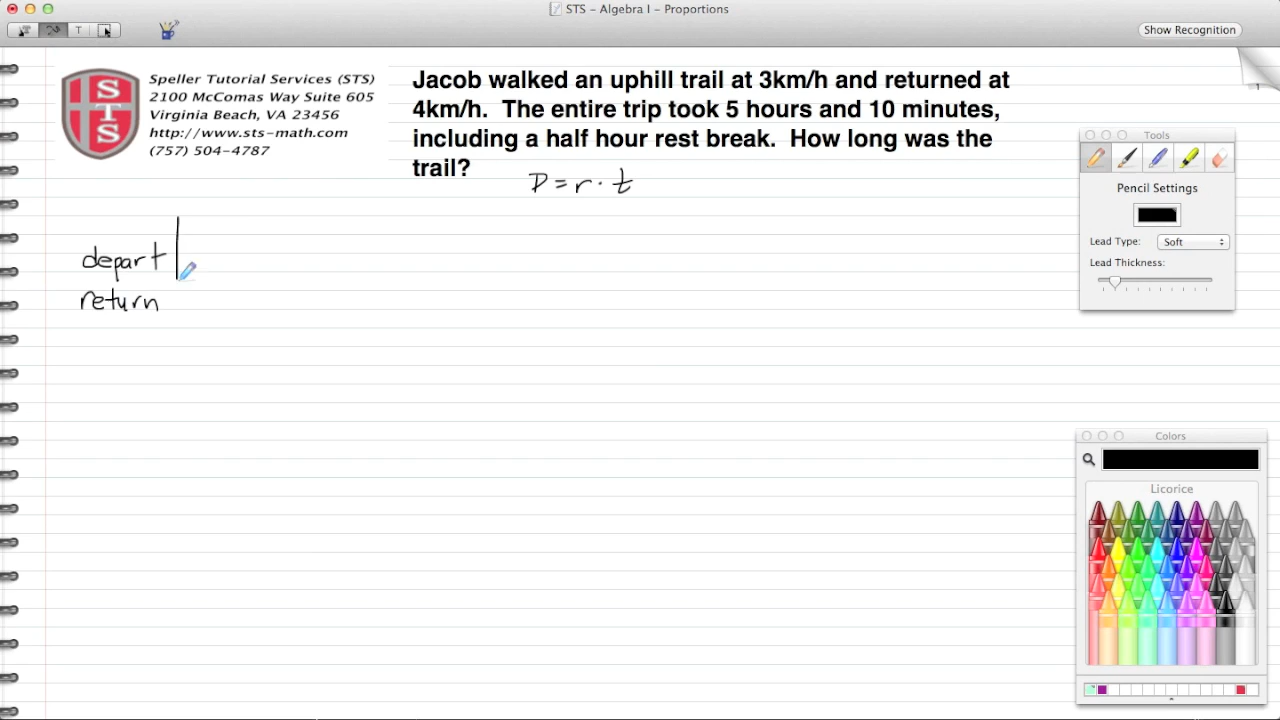 STS - Algebra I - Proportions
T
Show Recognition
STS
Speller Tutorial Services (STS)
2100 McComas Way Suite 605
Virginia Beach, VA 23456
http://www.sts-math.com
(757) 504-4787
Jacob walked an uphill trail at 3km/h and returned at
4km/h. The entire trip took 5 hours and 10 minutes,
including a half hour rest break. How long was the
trail?
D = r · t
depart
return
Tools
Pencil Settings
Lead Type: Soft
Lead Thickness:
Colors
Licorice